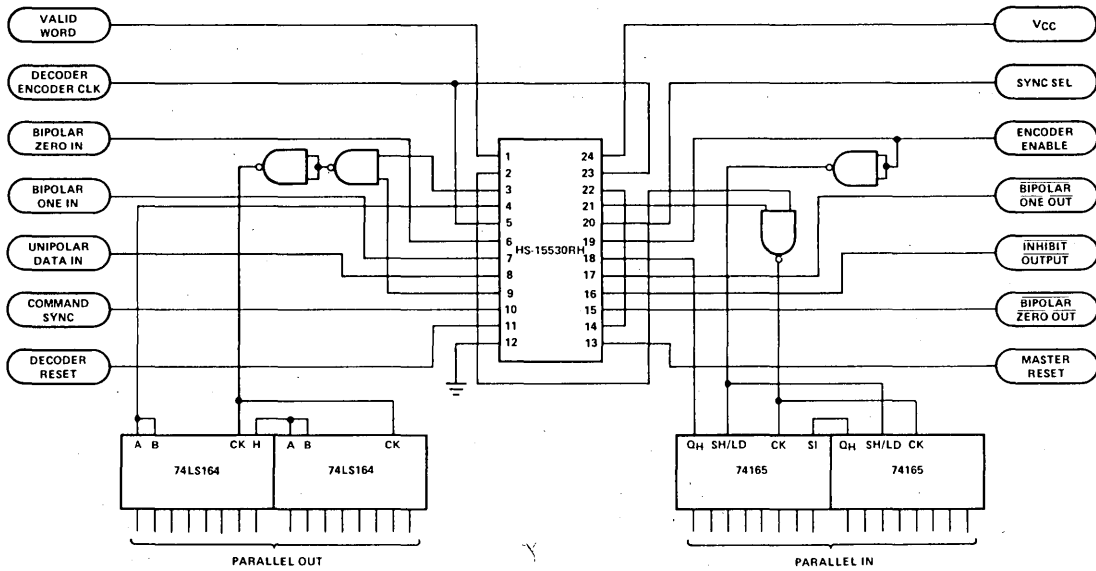 VALID
WORD
DECODER
ENCODER CLK
BIPOLAR
ZERO IN
BIPOLAR
ONE IN
UNIPOLAR
DATA IN
COMMAND
SYNC
DECODER
RESET
1
2
3
4
5
6
7
8
9
10
11
12
HS-15530RH
24
23
22
21
20
19
18
17
16
15
14
13
VCC
SYNC SEL
ENCODER
ENABLE
BIPOLAR
ONE OUT
INHIBIT
OUTPUT
BIPOLAR
ZERO OUT
MASTER
RESET
A B CK H A B CK
74LS164 74LS164
PARALLEL OUT
QH SH/LD CK SI QH SH/LD CK
74165 74165
PARALLEL IN